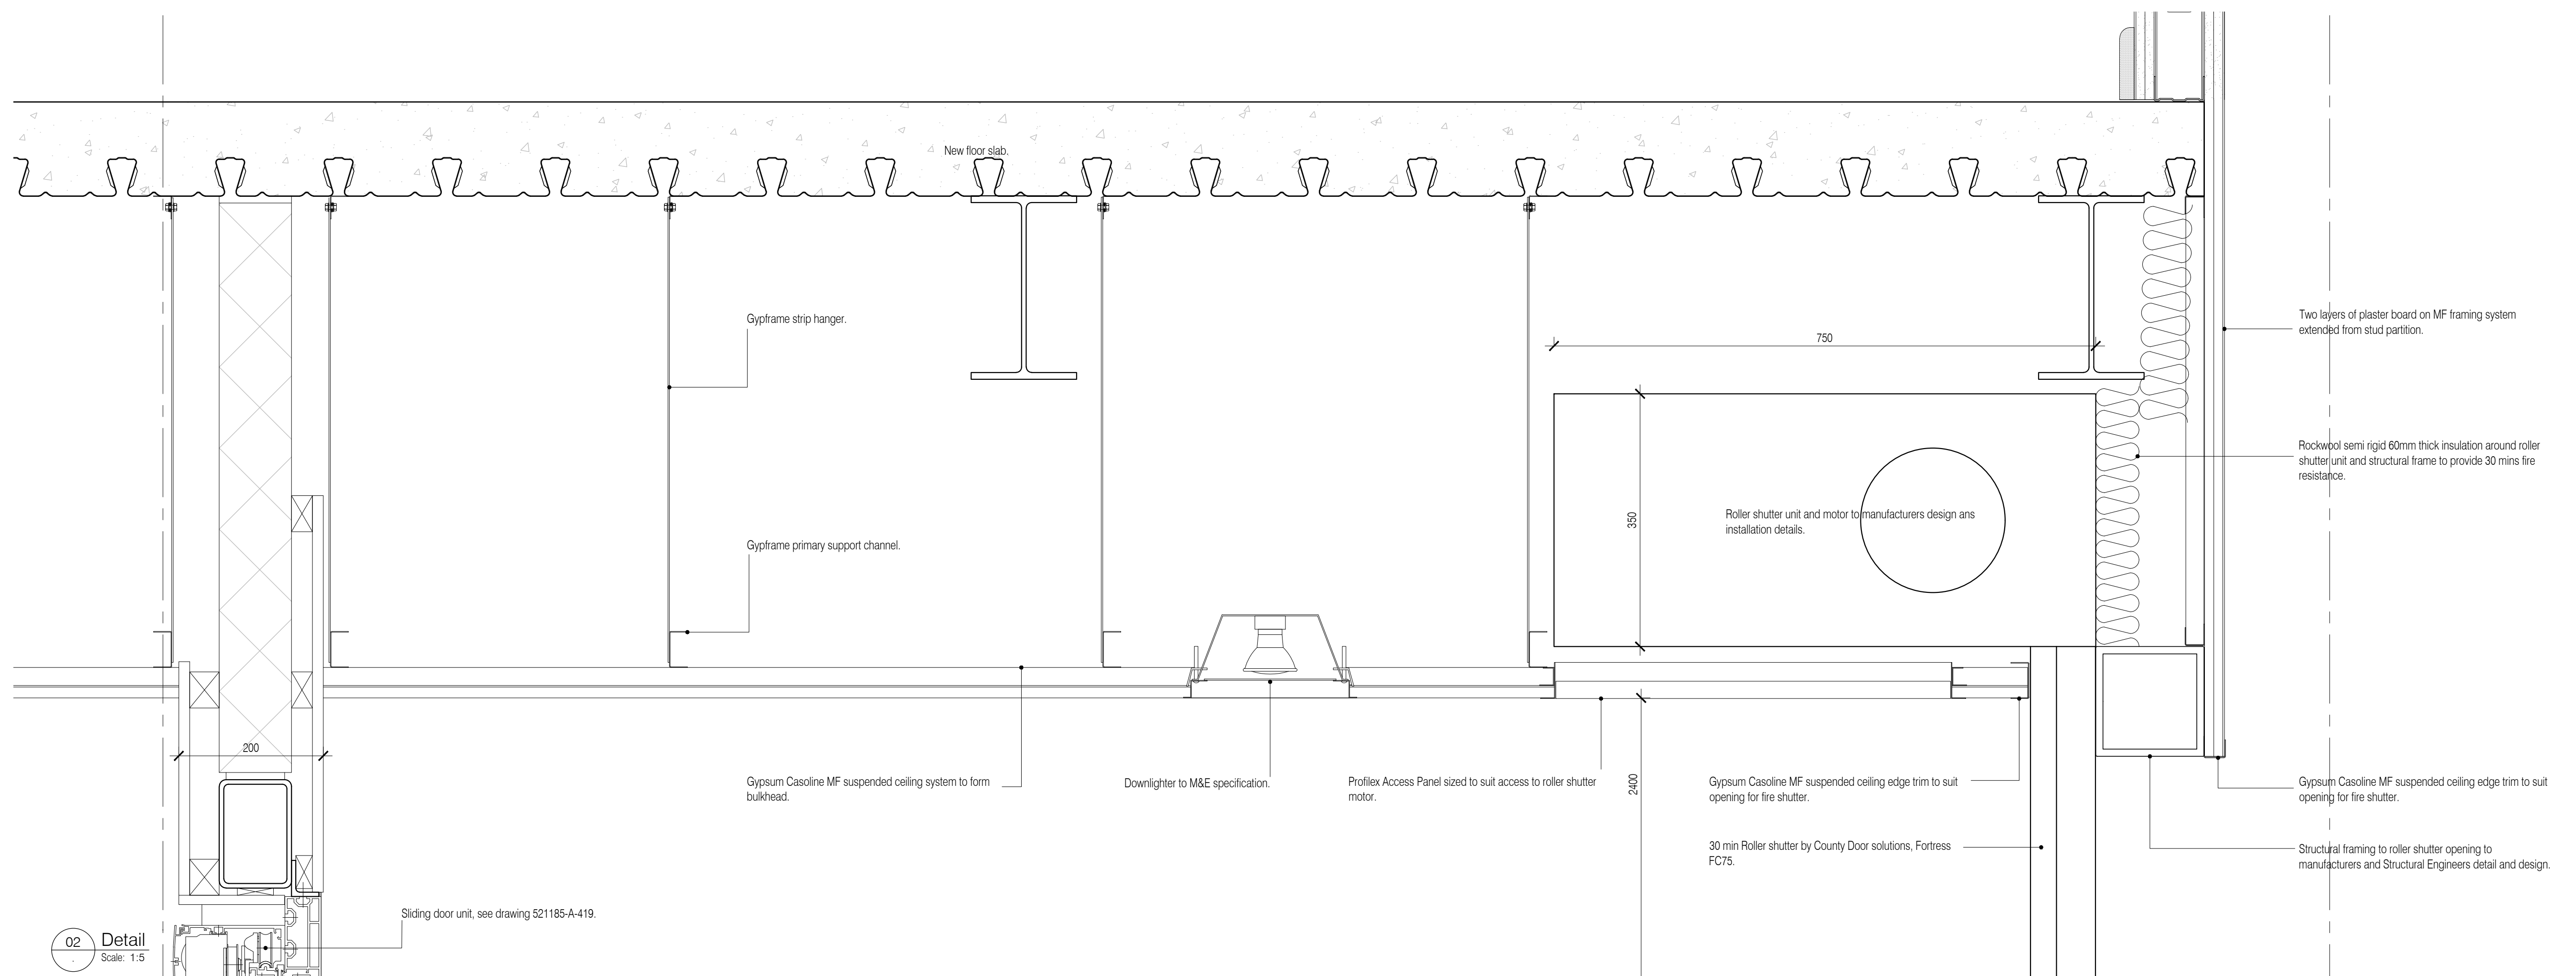 New floor slab.
Gypframe strip hanger.
Two layers of plaster board on MF framing system
extended from stud partition.
750
Rockwool semi rigid 60mm thick insulation around roller
shutter unit and structural frame to provide 30 mins fire
resistance.
350
Roller shutter unit and motor to manufacturers design ans
installation details.
Gypframe primary support channel.
200
Gypsum Casoline MF suspended ceiling system to form
bulkhead.
Downlighter to M&E specification.
Profilex Access Panel sized to suit access to roller shutter
motor.
2400
Gypsum Casoline MF suspended ceiling edge trim to suit
opening for fire shutter.
Gypsum Casoline MF suspended ceiling edge trim to suit
opening for fire shutter.
30 min Roller shutter by County Door solutions, Fortress
FC75.
Structural framing to roller shutter opening to
manufacturers and Structural Engineers detail and design.
Sliding door unit, see drawing 521185-A-419.
02
.
Detail
Scale: 1:5